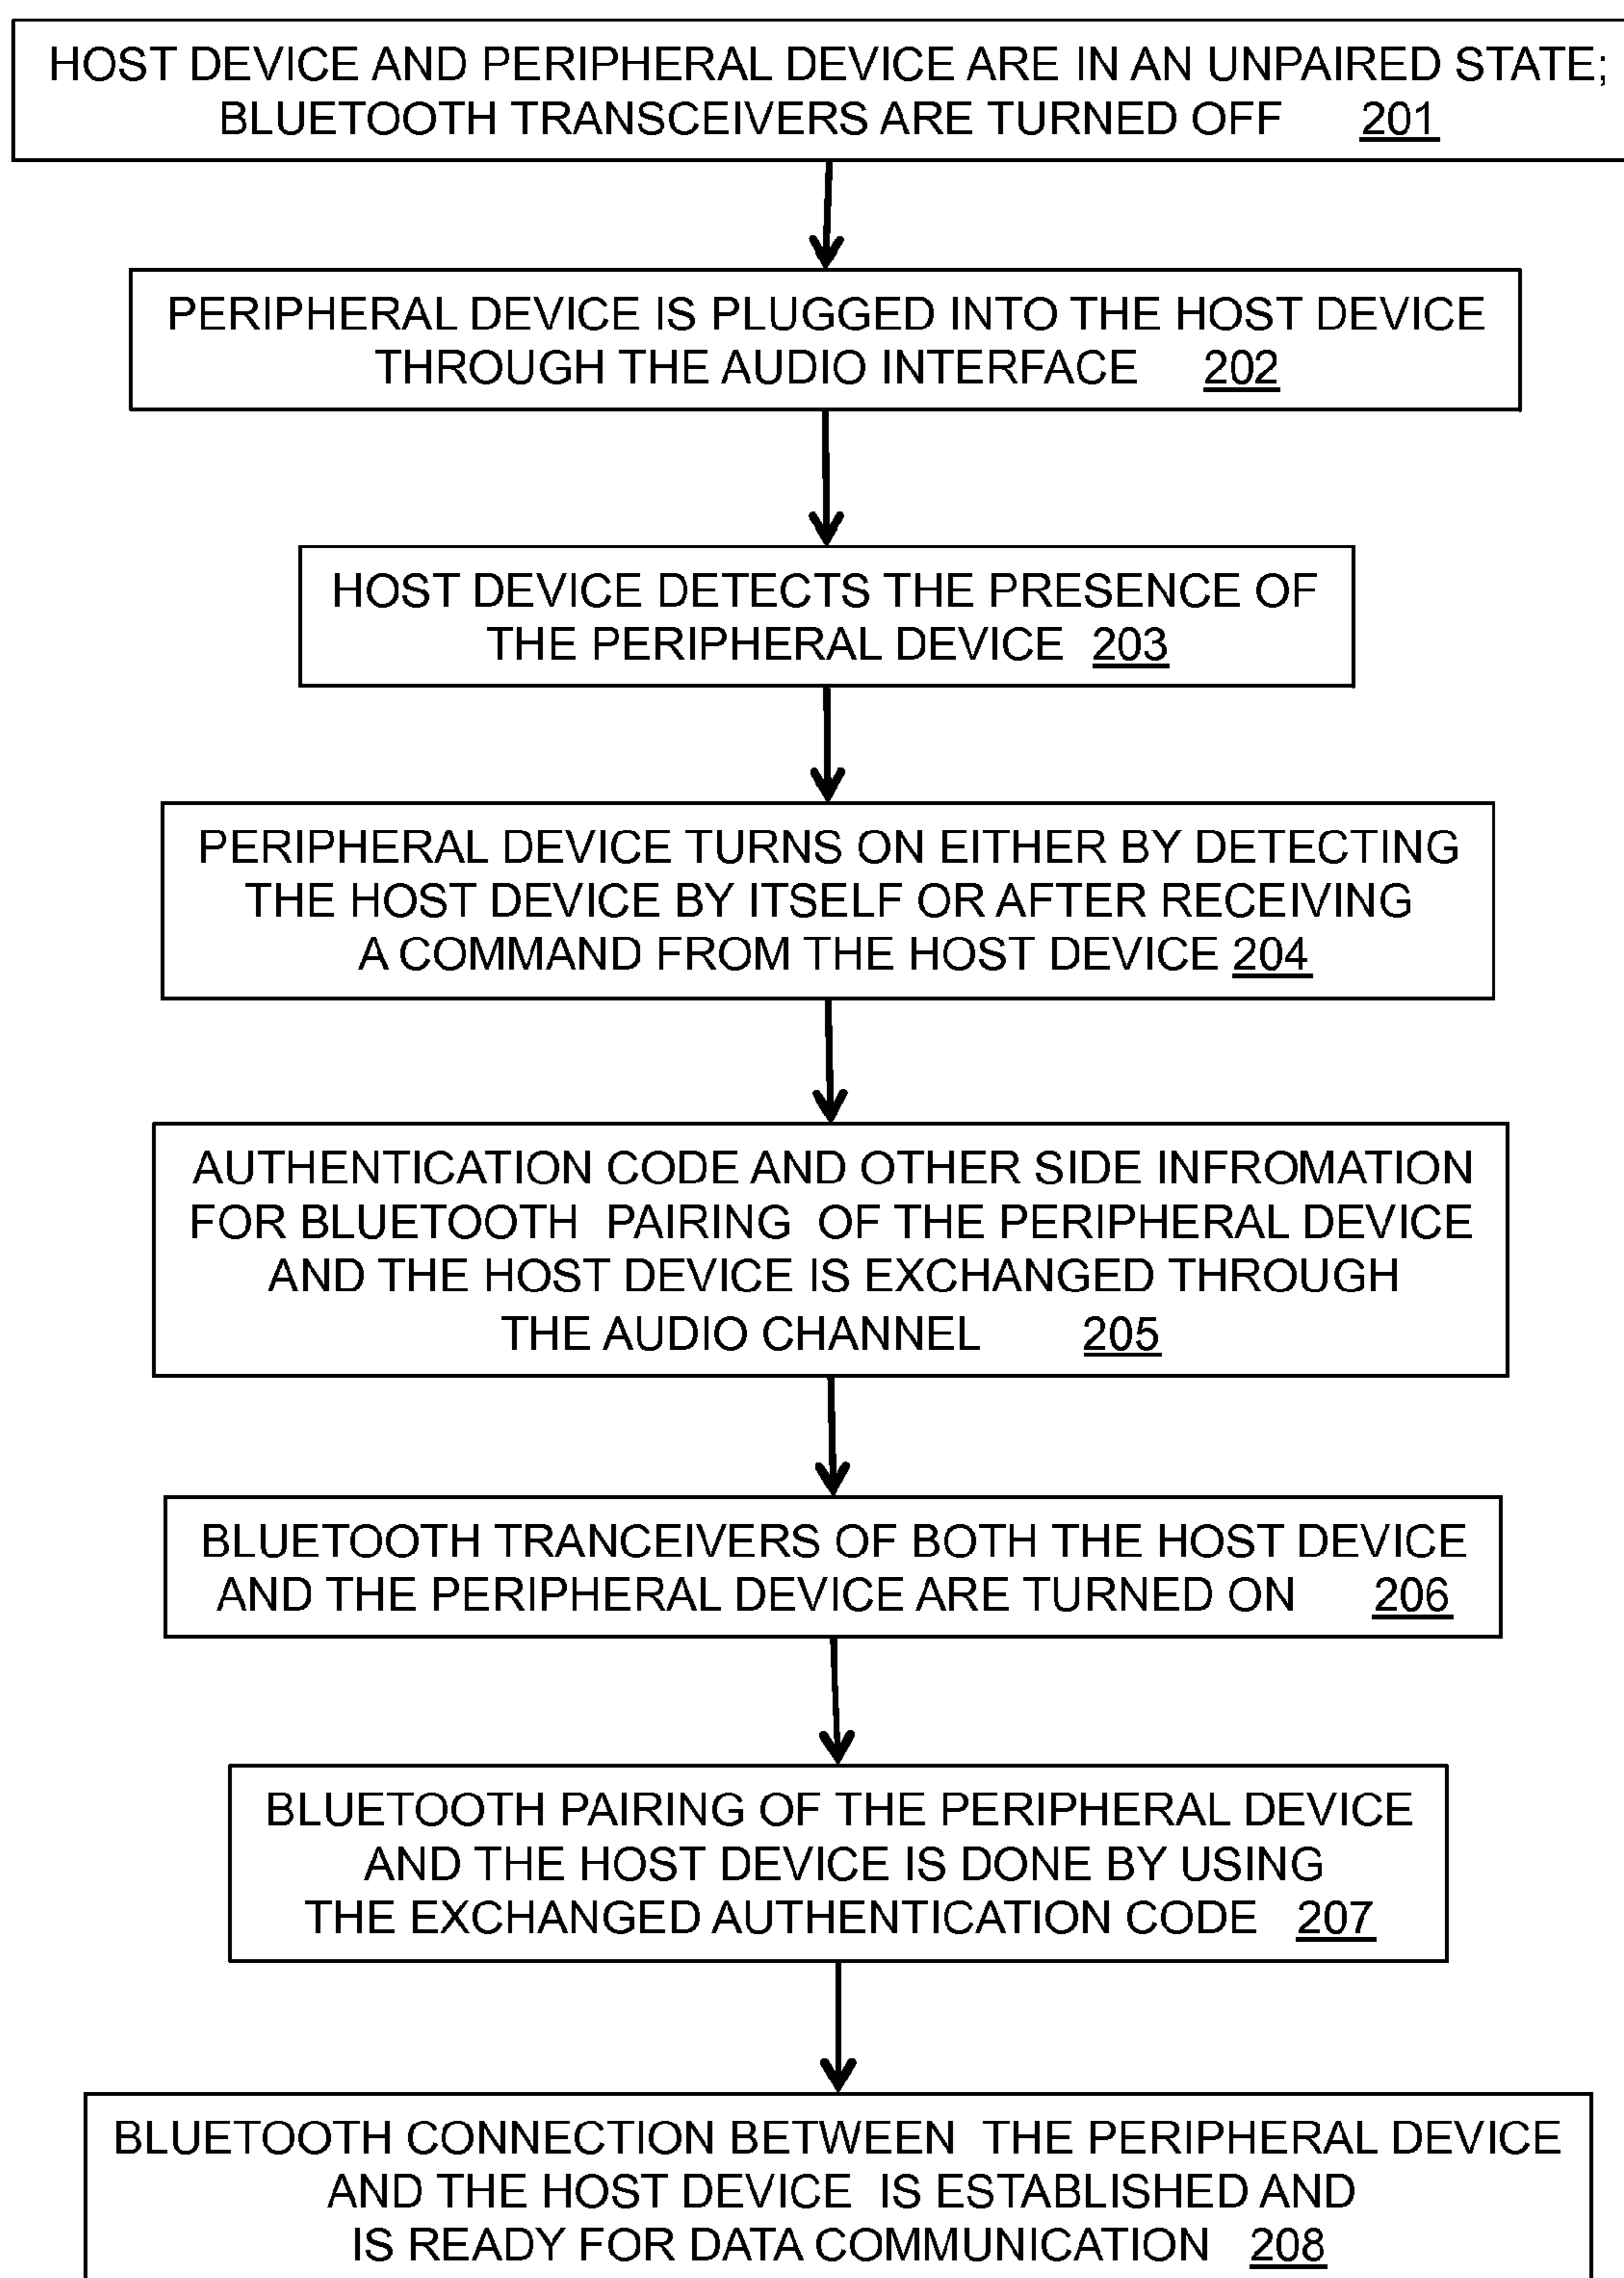 HOST DEVICE AND PERIPHERAL DEVICE ARE IN AN UNPAIRED STATE;
BLUETOOTH TRANSCEIVERS ARE TURNED OFF 201
PERIPHERAL DEVICE IS PLUGGED INTO THE HOST DEVICE
THROUGH THE AUDIO INTERFACE 202
HOST DEVICE DETECTS THE PRESENCE OF
THE PERIPHERAL DEVICE 203
PERIPHERAL DEVICE TURNS ON EITHER BY DETECTING
THE HOST DEVICE BY ITSELF OR AFTER RECEIVING
A COMMAND FROM THE HOST DEVICE 204
AUTHENTICATION CODE AND OTHER SIDE INFROMATION
FOR BLUETOOTH PAIRING OF THE PERIPHERAL DEVICE
AND THE HOST DEVICE IS EXCHANGED THROUGH
THE AUDIO CHANNEL 205
BLUETOOTH TRANCEIVERS OF BOTH THE HOST DEVICE
AND THE PERIPHERAL DEVICE ARE TURNED ON 206
BLUETOOTH PAIRING OF THE PERIPHERAL DEVICE
AND THE HOST DEVICE IS DONE BY USING
THE EXCHANGED AUTHENTICATION CODE 207
BLUETOOTH CONNECTION BETWEEN THE PERIPHERAL DEVICE
AND THE HOST DEVICE IS ESTABLISHED AND
IS READY FOR DATA COMMUNICATION 208